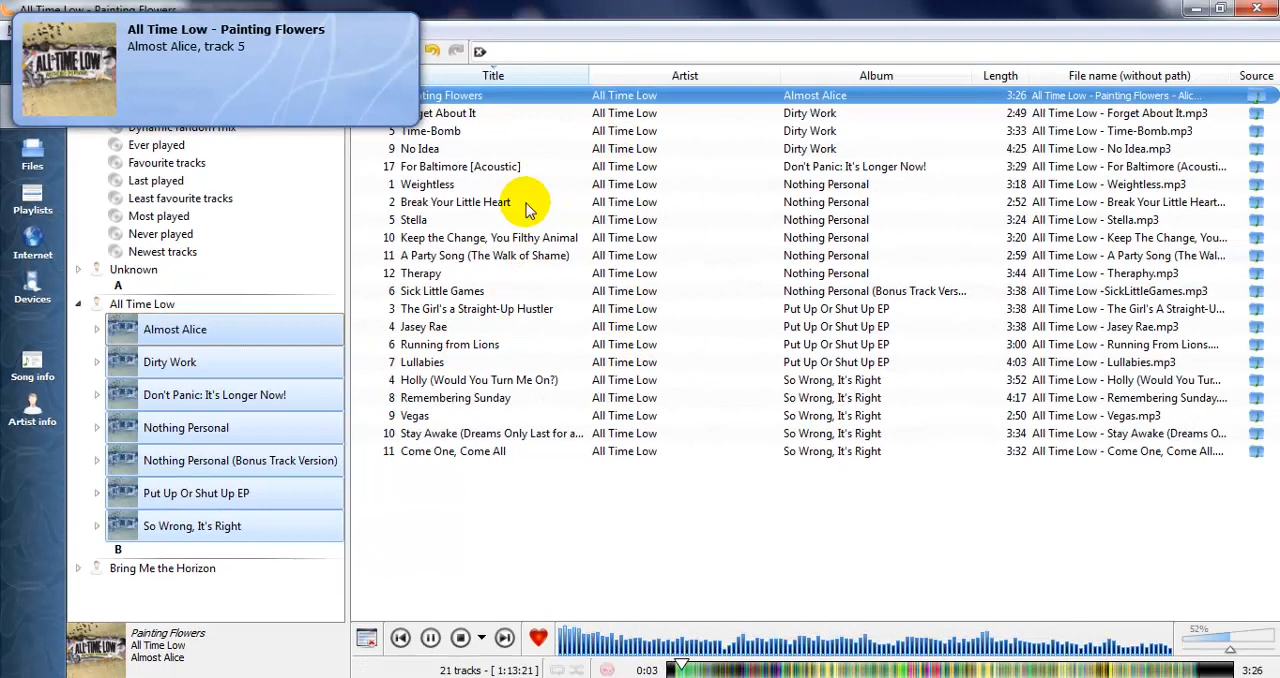 All Time Low - Painting Flowers
All Time Low - Painting Flowers
Almost Alice, track 5
Title Artist Album Length File name (without path) Source
ting Flowers All Time Low Almost Alice 3:26 All Time Low - Painting Flowers - Alic...
get About It All Time Low Dirty Work 2:49 All Time Low - Forget About It.mp3
5 Time-Bomb All Time Low Dirty Work 3:33 All Time Low - Time-Bomb.mp3
9 No Idea All Time Low Dirty Work 4:25 All Time Low - No Idea.mp3
17 For Baltimore [Acoustic] All Time Low Don't Panic: It's Longer Now! 3:29 All Time Low - For Baltimore (Acousti...
1 Weightless All Time Low Nothing Personal 3:18 All Time Low - Weightless.mp3
2 Break Your Little Heart All Time Low Nothing Personal 2:52 All Time Low - Break Your Little Heart...
5 Stella All Time Low Nothing Personal 3:24 All Time Low - Stella.mp3
10 Keep the Change, You Filthy Animal All Time Low Nothing Personal 3:20 All Time Low - Keep The Change, You...
11 A Party Song (The Walk of Shame) All Time Low Nothing Personal 2:59 All Time Low - A Party Song (The Wal...
12 Therapy All Time Low Nothing Personal 3:44 All Time Low - Theraphy.mp3
6 Sick Little Games All Time Low Nothing Personal (Bonus Track Vers... 3:38 All Time Low -SickLittleGames.mp3
3 The Girl's a Straight-up Hustler All Time Low Put Up Or Shut Up EP 3:38 All Time Low - The Girl's A Straight-U...
4 Jasey Rae All Time Low Put Up Or Shut Up EP 3:38 All Time Low - Jasey Rae.mp3
6 Running from Lions All Time Low Put Up Or Shut Up EP 3:00 All Time Low - Running From Lions....
7 Lullabies All Time Low Put Up Or Shut Up EP 4:03 All Time Low - Lullabies.mp3
4 Holly (Would You Turn Me On?) All Time Low So Wrong, It's Right 3:52 All Time Low - Holly (Would You Tur...
8 Remembering Sunday All Time Low So Wrong, It's Right 4:17 All Time Low - Remembering Sunday...
9 Vegas All Time Low So Wrong, It's Right 2:50 All Time Low - Vegas.mp3
10 Stay Awake (Dreams Only Last for a... All Time Low So Wrong, It's Right 3:34 All Time Low - Stay Awake (Dreams O...
11 Come One, Come All All Time Low So Wrong, It's Right 3:32 All Time Low - Come One, Come All....
Files
Playlists
Internet
Devices
Song info
Artist info
Dynamic random mix
Ever played
Favourite tracks
Last played
Least favourite tracks
Most played
Never played
Newest tracks
Unknown
A
All Time Low
Almost Alice
Dirty Work
Don't Panic: It's Longer Now!
Nothing Personal
Nothing Personal (Bonus Track Version)
Put Up Or Shut Up EP
So Wrong, It's Right
B
Bring Me the Horizon
ALL TIME LOW
Painting Flowers
All Time Low
Almost Alice
52%
21 tracks - [ 1:13:21] 0:03 3:26